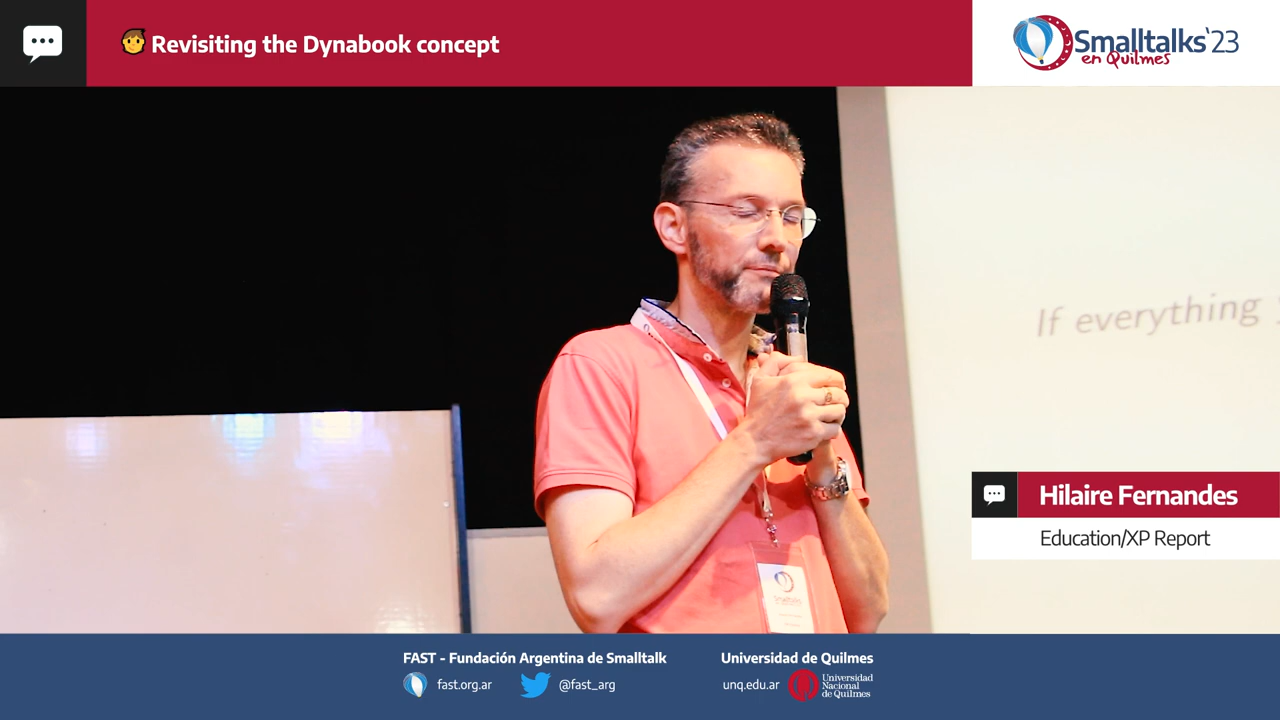 Revisiting the Dynabook concept
Smalltalks'23
en Quilmes
If everything
Hilaire Fernandes
Education/XP Report
Smalltalks
FAST - Fundación Argentina de Smalltalk
fast.org.ar
@fast_arg
Universidad de Quilmes
unq.edu.ar
Universidad
Nacional
de Quilmes